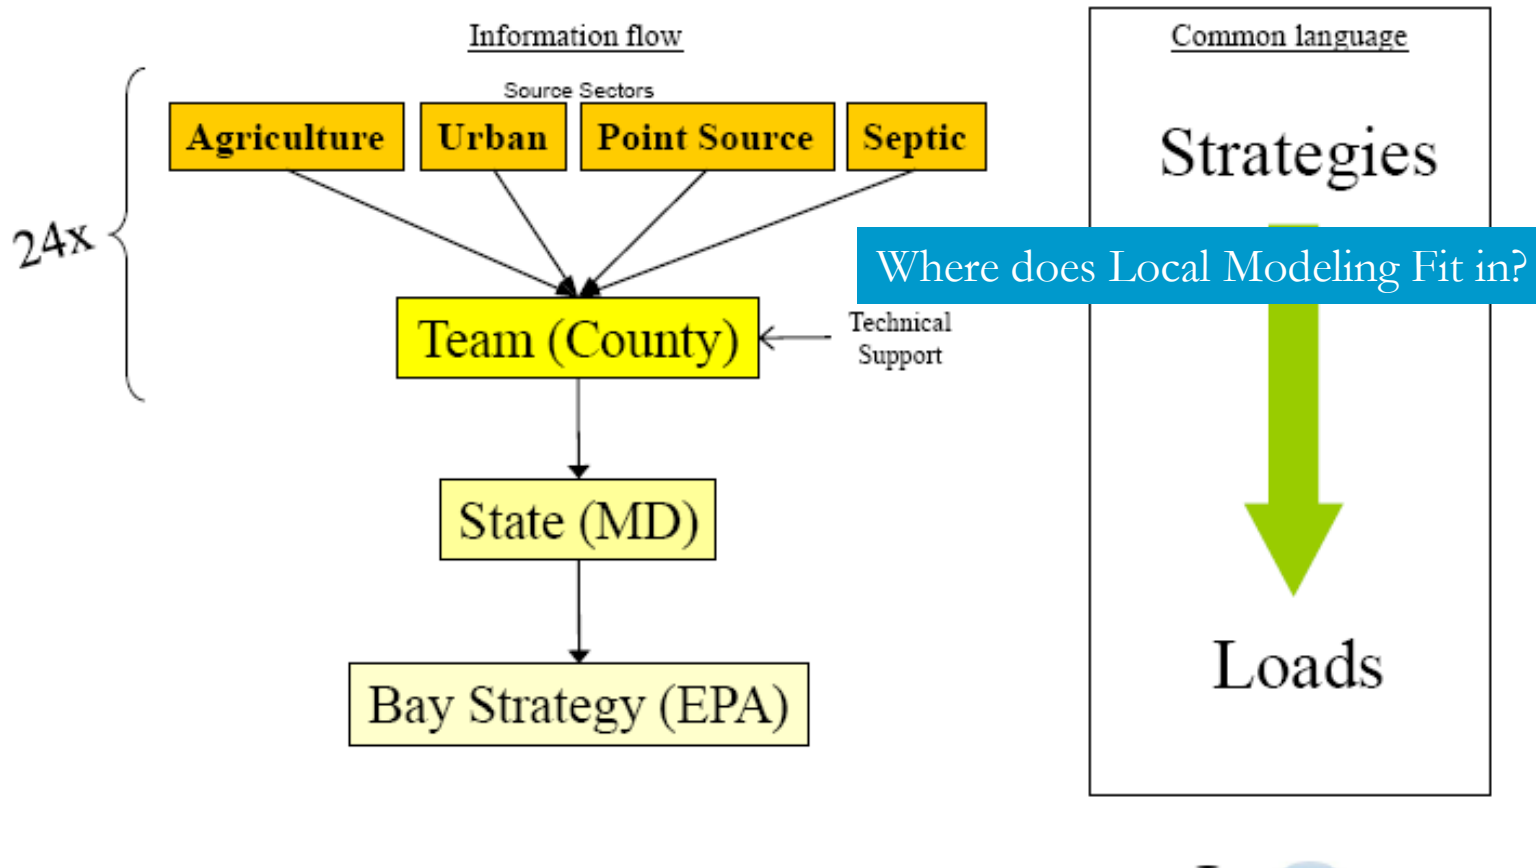 Information flow
Source Sectors
Agriculture
Urban
Point Source
Septic
24x
Team (County)
Technical
Support
State (MD)
Bay Strategy (EPA)
Common language
Strategies
Where does Local Modeling Fit in?
Loads